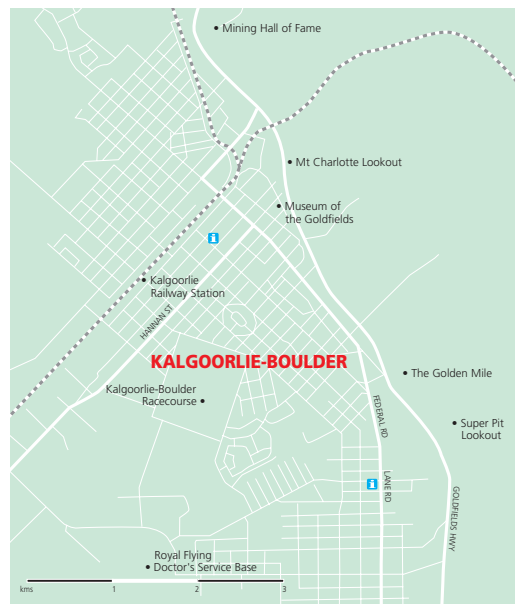 Mining Hall of Fame
Mt Charlotte Lookout
Museum of
the Goldfields
i
Kalgoorlie
Railway Station
HANNAN ST
KALGOORLIE-BOULDER
The Golden Mile
Kalgoorlie-Boulder
Racecourse
FEDERAL RD
Super Pit
Lookout
i
LANE RD
GOLDFIELDS HWY
Royal Flying
Doctor's Service Base
kms 1 2 3